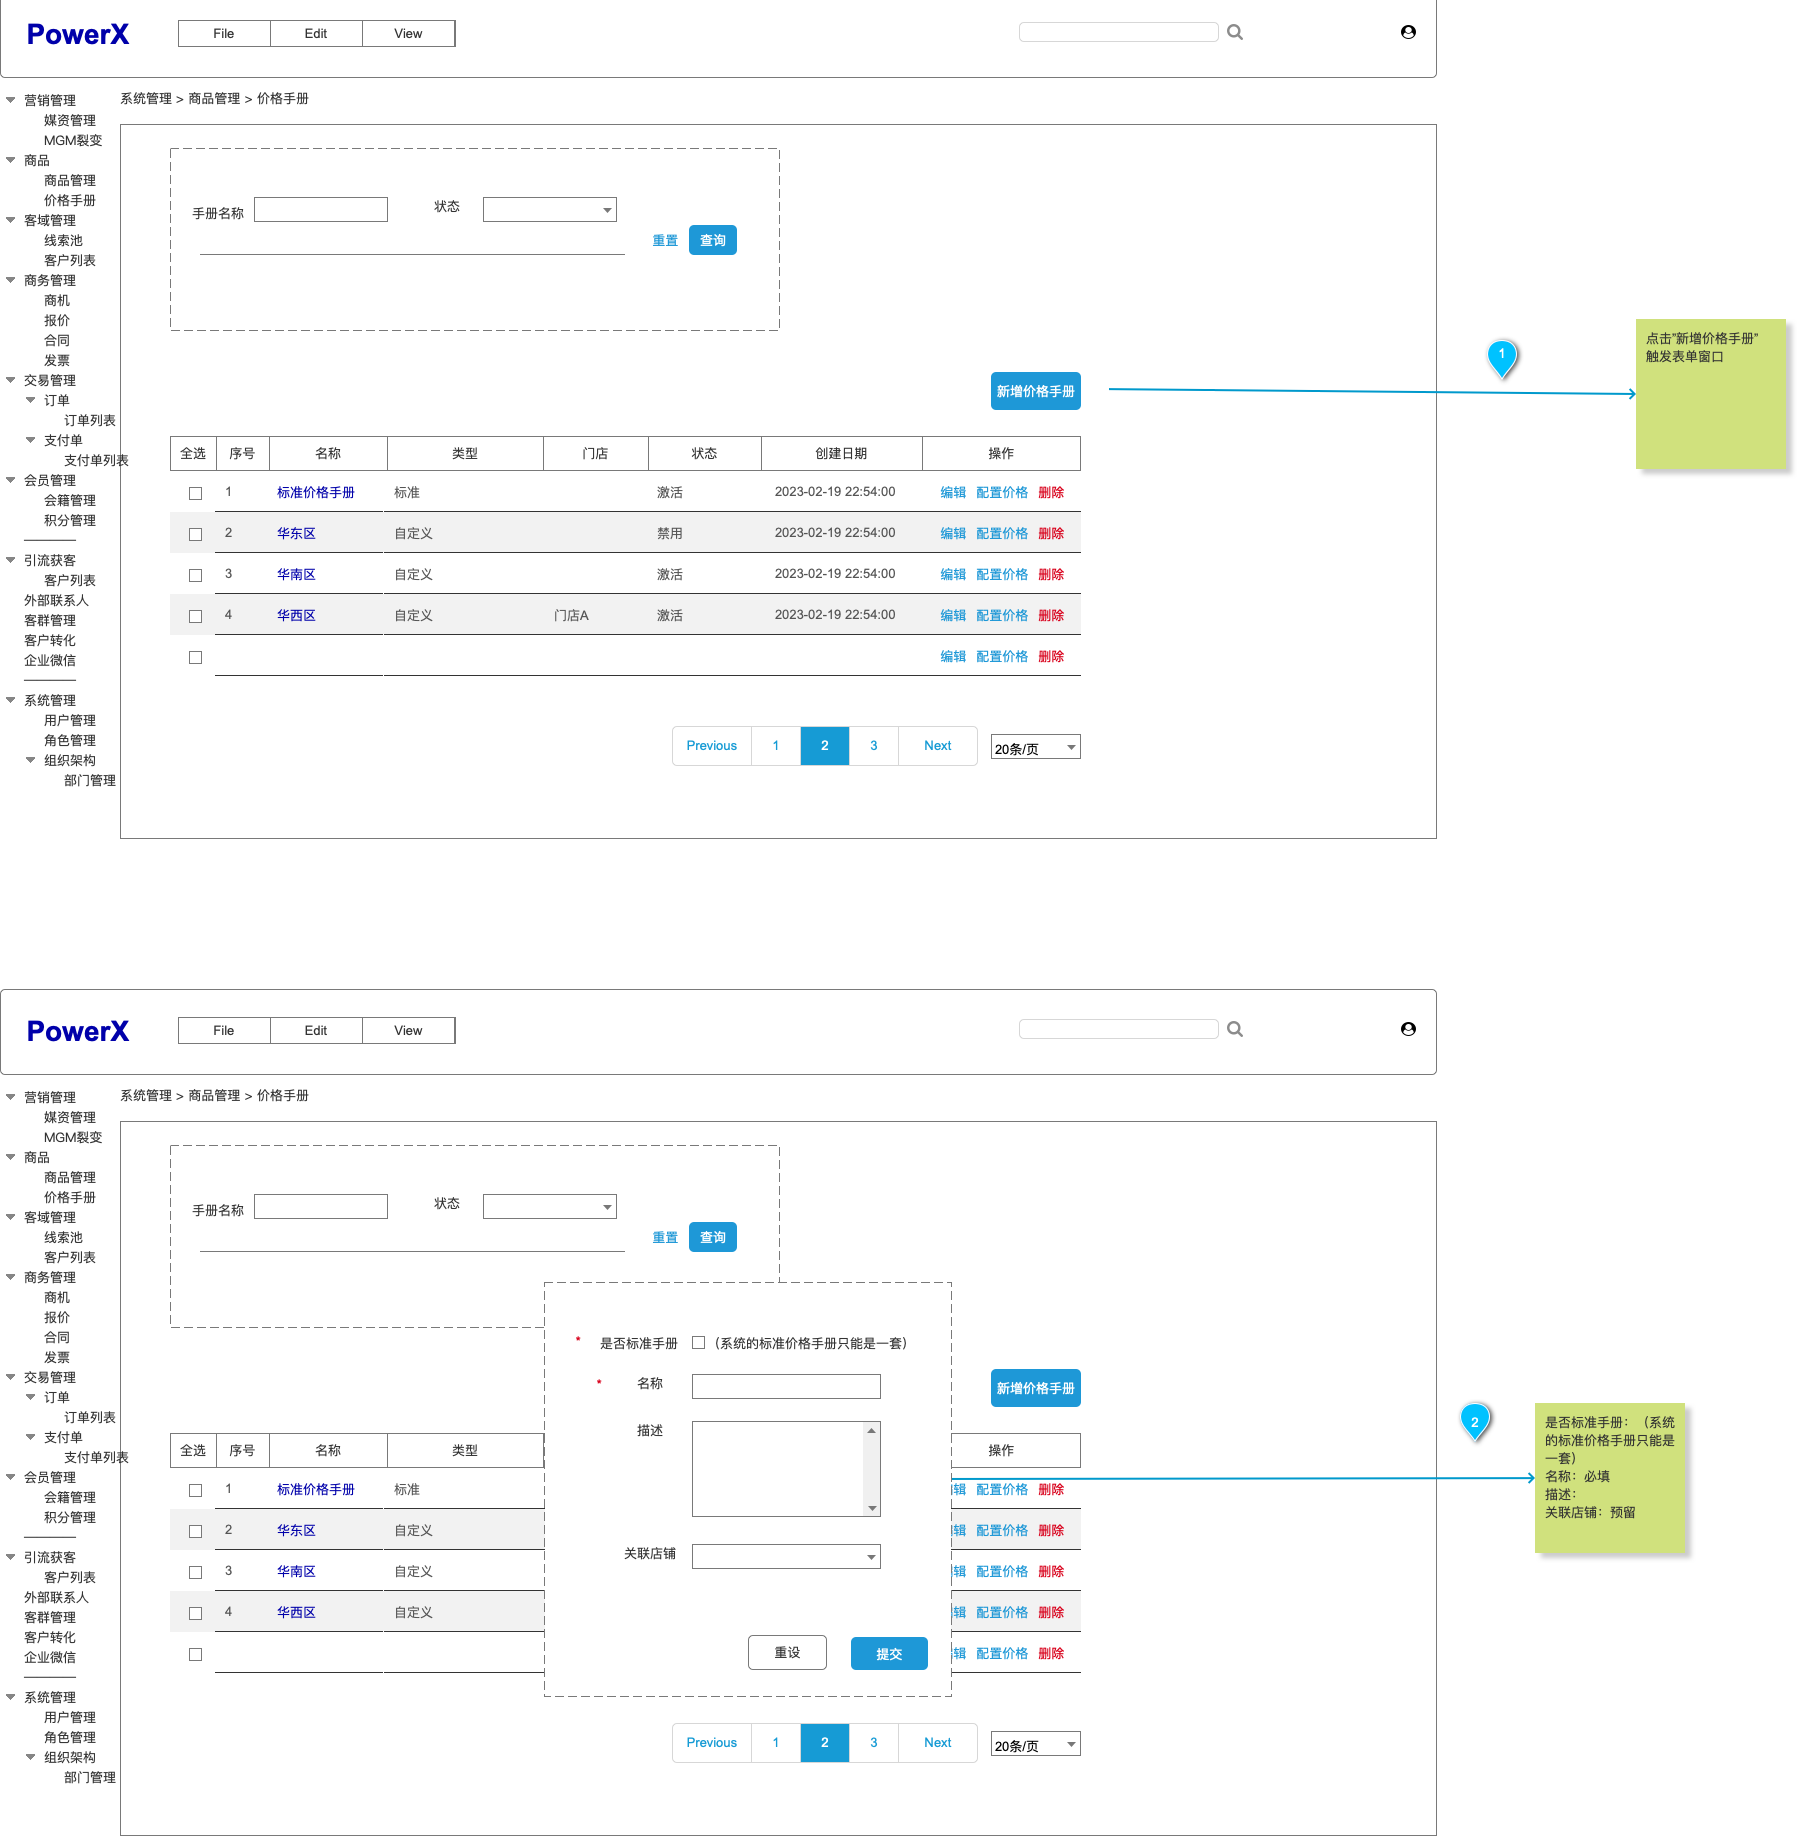 PowerX
File Edit View
系统管理 > 商品管理 > 价格手册
营销管理
媒资管理
MGM裂变
商品
商品管理
价格手册
客域管理
线索池
客户列表
商务管理
商机
报价
合同
发票
交易管理
订单
订单列表
支付单
支付单列表
会员管理
会籍管理
积分管理
引流获客
客户列表
外部联系人
客群管理
客户转化
企业微信
系统管理
用户管理
角色管理
组织架构
部门管理
手册名称 状态
重置 查询
新增价格手册
全选 序号 名称 类型 门店 状态 创建日期 操作
1 标准价格手册 标准 激活 2023-02-19 22:54:00 编辑 配置价格 删除
2 华东区 自定义 禁用 2023-02-19 22:54:00 编辑 配置价格 删除
3 华南区 自定义 激活 2023-02-19 22:54:00 编辑 配置价格 删除
4 华西区 自定义 门店A 激活 2023-02-19 22:54:00 编辑 配置价格 删除
编辑 配置价格 删除
Previous 1 2 3 Next 20条/页
1
点击”新增价格手册”
触发表单窗口
PowerX
File Edit View
系统管理 > 商品管理 > 价格手册
营销管理
媒资管理
MGM裂变
商品
商品管理
价格手册
客域管理
线索池
客户列表
商务管理
商机
报价
合同
发票
交易管理
订单
订单列表
支付单
支付单列表
会员管理
会籍管理
积分管理
引流获客
客户列表
外部联系人
客群管理
客户转化
企业微信
系统管理
用户管理
角色管理
组织架构
部门管理
手册名称 状态
重置 查询
新增价格手册
全选 序号 名称 类型 操作
1 标准价格手册 标准 辑 配置价格 删除
2 华东区 自定义 辑 配置价格 删除
3 华南区 自定义 辑 配置价格 删除
4 华西区 自定义 辑 配置价格 删除
辑 配置价格 删除
* 是否标准手册 （系统的标准价格手册只能是一套）
* 名称
描述
关联店铺
重设 提交
Previous 1 2 3 Next 20条/页
2
是否标准手册：（系统
的标准价格手册只能是
一套）
名称：必填
描述：
关联店铺：预留